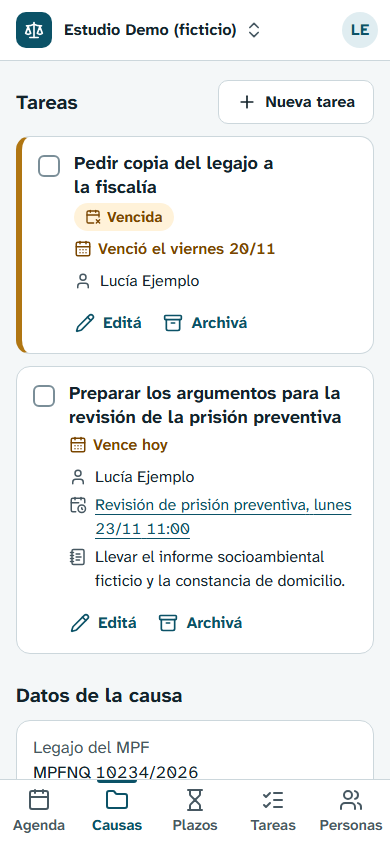 Estudio Demo (ficticio)
LE
Tareas
Nueva tarea
Pedir copia del legajo a
la fiscalía
Vencida
Venció el viernes 20/11
Lucía Ejemplo
Editá
Archivá
Preparar los argumentos para la
revisión de la prisión preventiva
Vence hoy
Lucía Ejemplo
Revisión de prisión preventiva, lunes
23/11 11:00
Llevar el informe socioambiental
ficticio y la constancia de domicilio.
Editá
Archivá
Datos de la causa
Legajo del MPF
MPFNQ 10234/2026
Agenda
Causas
Plazos
Tareas
Personas